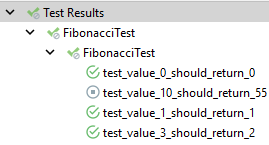 Test Results
FibonacciTest
FibonacciTest
test_value_0_should_return_0
test_value_10_should_return_55
test_value_1_should_return_1
test_value_3_should_return_2